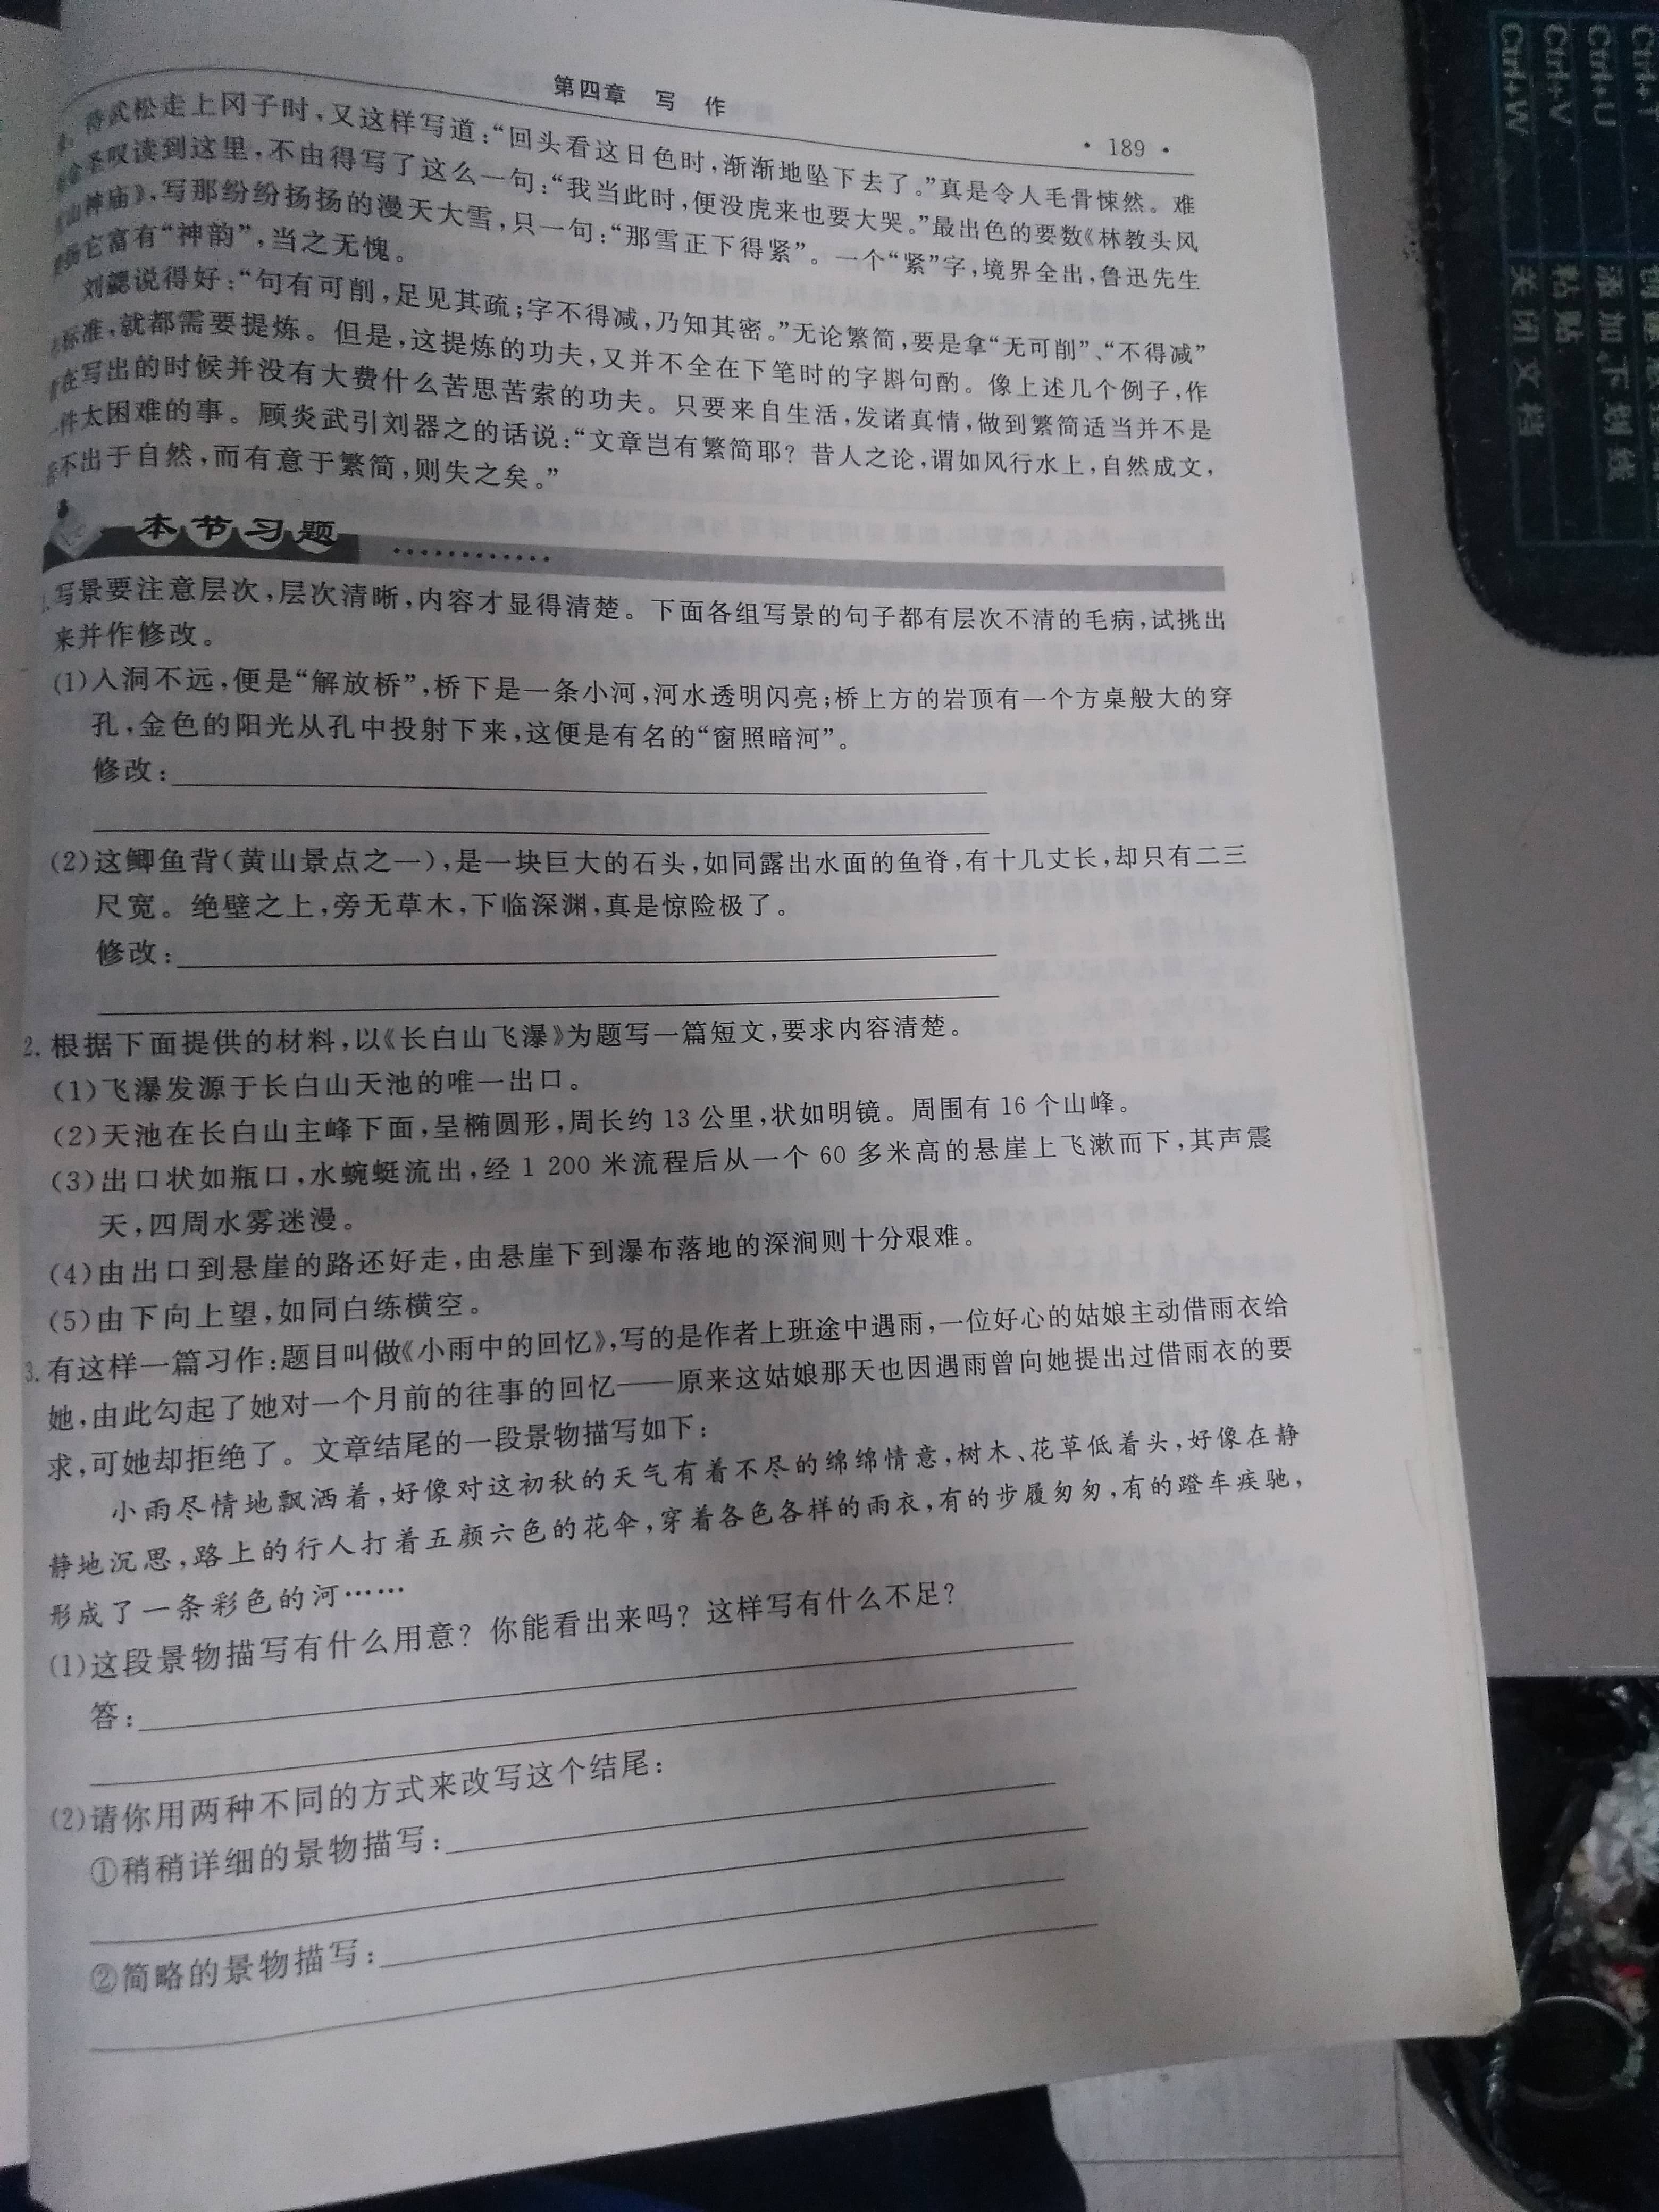 第四章 写 作
· 189 ·
待武松走上冈子时,又这样写道:“回头看这日色时,渐渐地坠下去了。”真是令人毛骨悚然。难
金圣叹读到这里,不由得写了这么一句:“我当此时,便没虎来也要大哭。”最出色的要数《林教头风
山神庙》,写那纷纷扬扬的漫天大雪,只一句:“那雪正下得紧”。一个“紧”字,境界全出,鲁迅先生
它富有“神韵”,当之无愧。
刘勰说得好:“句有可削,足见其疏;字不得减,乃知其密。”无论繁简,要是拿“无可削”、“不得减”
标准,就都需要提炼。但是,这提炼的功夫,又并不全在下笔时的字斟句酌。像上述几个例子,作
在写出的时候并没有大费什么苦思苦索的功夫。只要来自生活,发诸真情,做到繁简适当并不是
件太困难的事。顾炎武引刘器之的话说:“文章岂有繁简耶?昔人之论,谓如风行水上,自然成文,
不出于自然,而有意于繁简,则失之矣。”
本节习题
写景要注意层次,层次清晰,内容才显得清楚。下面各组写景的句子都有层次不清的毛病,试挑出
来并作修改。
(1)入洞不远,便是“解放桥”,桥下是一条小河,河水透明闪亮;桥上方的岩顶有一个方桌般大的穿
孔,金色的阳光从孔中投射下来,这便是有名的“窗照暗河”。
修改:
(2)这鲫鱼背(黄山景点之一),是一块巨大的石头,如同露出水面的鱼脊,有十几丈长,却只有二三
尺宽。绝壁之上,旁无草木,下临深渊,真是惊险极了。
修改:
2.根据下面提供的材料,以《长白山飞瀑》为题写一篇短文,要求内容清楚。
(1)飞瀑发源于长白山天池的唯一出口。
(2)天池在长白山主峰下面,呈椭圆形,周长约13公里,状如明镜。周围有16个山峰。
(3)出口状如瓶口,水蜿蜒流出,经1 200米流程后从一个60多米高的悬崖上飞漱而下,其声震
天,四周水雾迷漫。
(4)由出口到悬崖的路还好走,由悬崖下到瀑布落地的深涧则十分艰难。
(5)由下向上望,如同白练横空。
3.有这样一篇习作:题目叫做《小雨中的回忆》,写的是作者上班途中遇雨,一位好心的姑娘主动借雨衣给
她,由此勾起了她对一个月前的往事的回忆——原来这姑娘那天也因遇雨曾向她提出过借雨衣的要
求,可她却拒绝了。文章结尾的一段景物描写如下:
小雨尽情地飘洒着,好像对这初秋的天气有着不尽的绵绵情意,树木、花草低着头,好像在静
静地沉思,路上的行人打着五颜六色的花伞,穿着各色各样的雨衣,有的步履匆匆,有的蹬车疾驰,
形成了一条彩色的河……
(1)这段景物描写有什么用意?你能看出来吗?这样写有什么不足?
答:
(2)请你用两种不同的方式来改写这个结尾:
①稍稍详细的景物描写:
②简略的景物描写:
Ctrl+T
Ctrl+U 添加下划线
Ctrl+V 粘贴
Ctrl+W 关闭文档